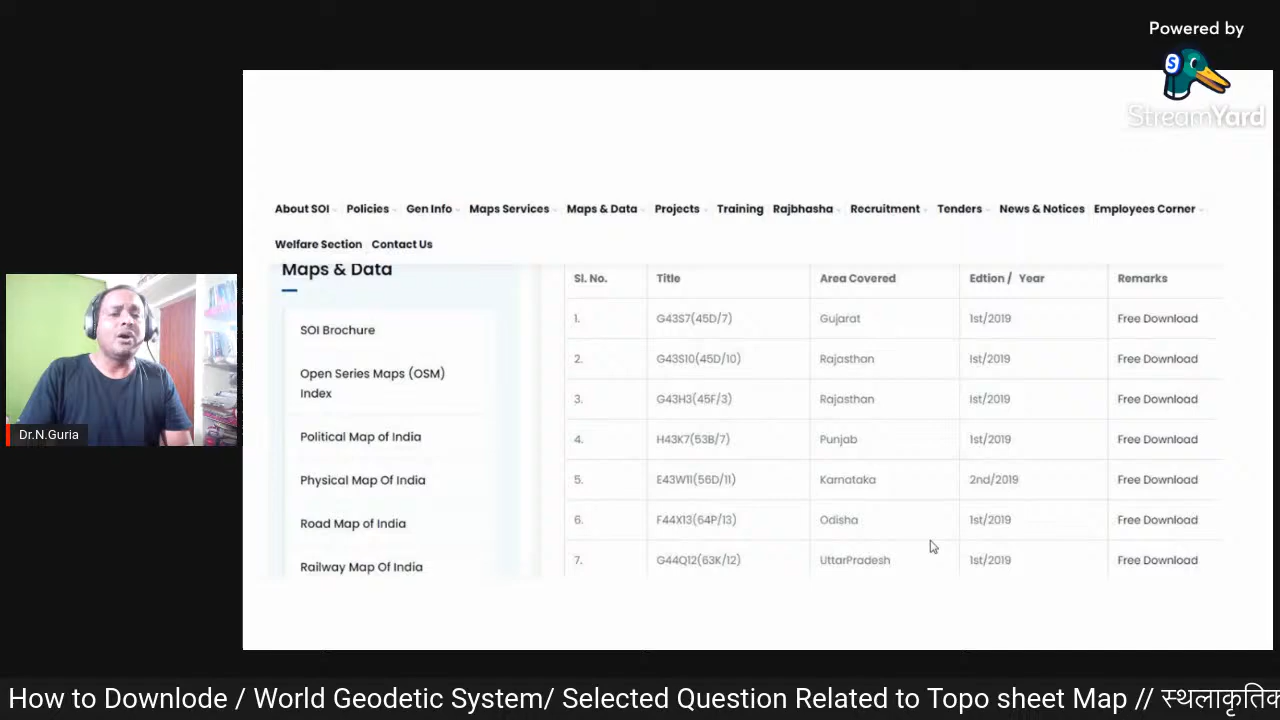 Powered by
StreamYard
About SOI Policies Gen Info Maps Services Maps & Data Projects Training Rajbhasha Recruitment Tenders News & Notices Employees Corner
Welfare Section Contact Us
Maps & Data
SOI Brochure
Open Series Maps (OSM)
Index
Political Map of India
Physical Map Of India
Road Map of India
Railway Map Of India
Sl. No. Title Area Covered Edtion / Year Remarks
1. G43S7(45D/7) Gujarat 1st/2019 Free Download
2. G43S10(45D/10) Rajasthan Ist/2019 Free Download
3. G43H3(45F/3) Rajasthan Ist/2019 Free Download
4. H43K7(53B/7) Punjab 1st/2019 Free Download
5. E43W11(56D/11) Karnataka 2nd/2019 Free Download
6. F44X13(64P/13) Odisha 1st/2019 Free Download
7. G44Q12(63K/12) UttarPradesh 1st/2019 Free Download
Dr.N.Guria
How to Downlode / World Geodetic System/ Selected Question Related to Topo sheet Map // स्थलाकृतिक